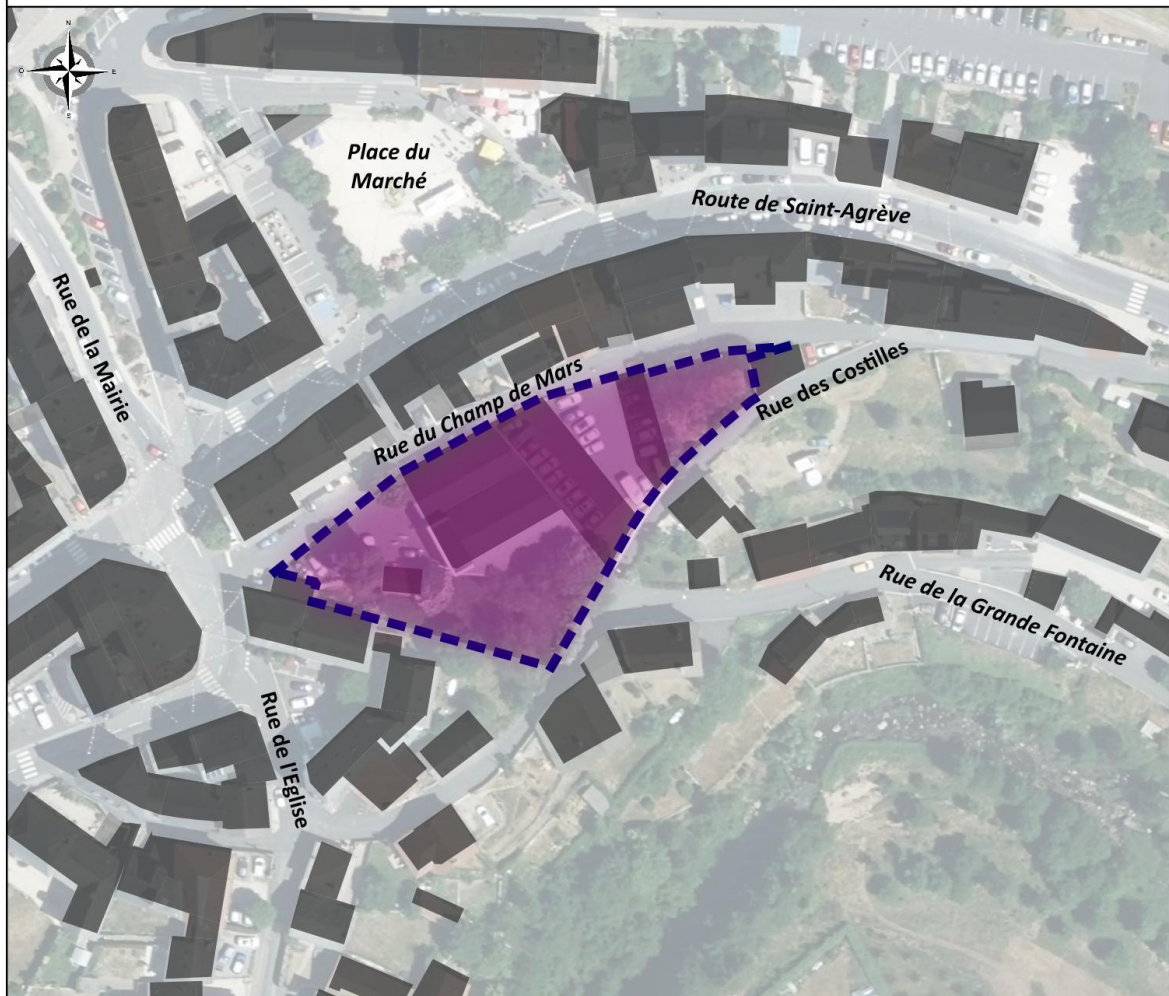 N
O
E
S
Place du
Marché
Route de Saint-Agrève
Rue de la Mairie
Rue du Champ de Mars
Rue des Costilles
Rue de la Grande Fontaine
Rue de l'Eglise